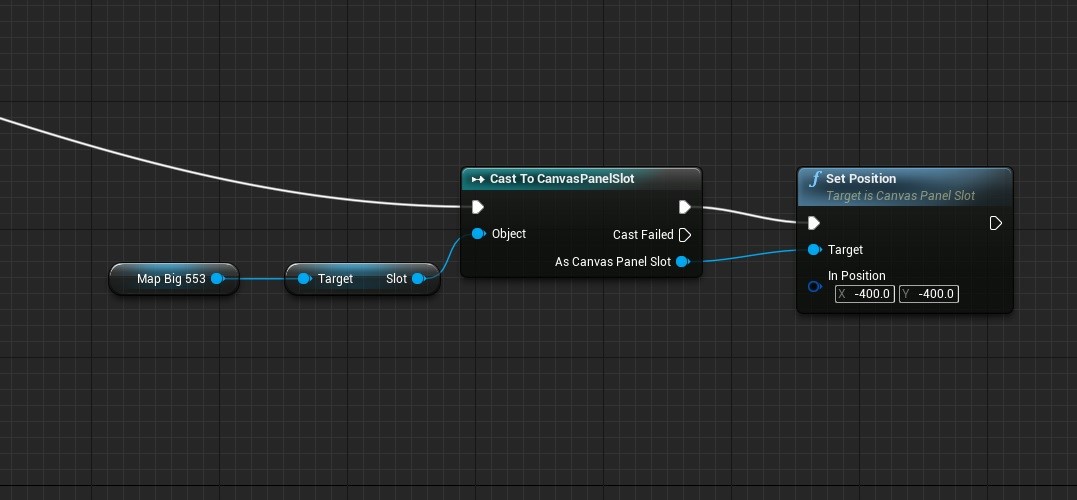 Cast To CanvasPanelSlot
Object
Cast Failed
As Canvas Panel Slot
Map Big 553
Target
Slot
f Set Position
Target is Canvas Panel Slot
Target
In Position
X -400.0 Y -400.0